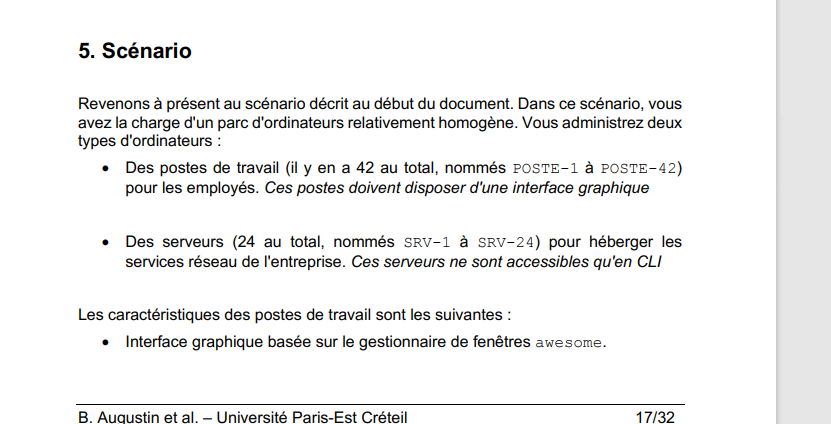 5. Scénario
Revenons à présent au scénario décrit au début du document. Dans ce scénario, vous
avez la charge d'un parc d'ordinateurs relativement homogène. Vous administrez deux
types d'ordinateurs :
• Des postes de travail (il y en a 42 au total, nommés POSTE-1 à POSTE-42)
pour les employés. Ces postes doivent disposer d'une interface graphique
• Des serveurs (24 au total, nommés SRV-1 à SRV-24) pour héberger les
services réseau de l'entreprise. Ces serveurs ne sont accessibles qu'en CLI
Les caractéristiques des postes de travail sont les suivantes :
• Interface graphique basée sur le gestionnaire de fenêtres awesome.
B. Augustin et al. – Université Paris-Est Créteil 17/32